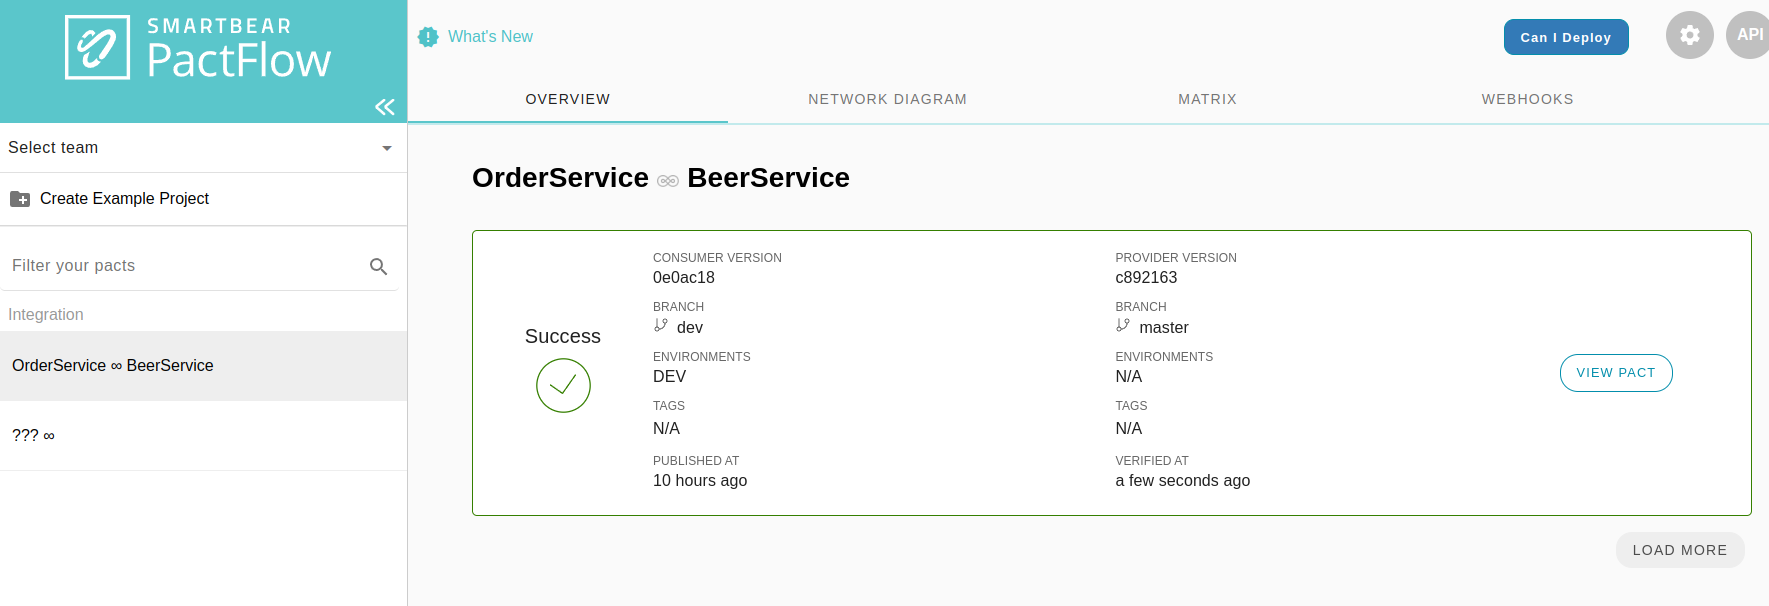 SMARTBEAR
PactFlow
What's New
Can I Deploy
API
OVERVIEW
NETWORK DIAGRAM
MATRIX
WEBHOOKS
Select team
Create Example Project
Filter your pacts
Integration
OrderService ∞ BeerService
??? ∞
OrderService ∞ BeerService
Success
CONSUMER VERSION
0e0ac18
BRANCH
dev
ENVIRONMENTS
DEV
TAGS
N/A
PUBLISHED AT
10 hours ago
PROVIDER VERSION
c892163
BRANCH
master
ENVIRONMENTS
N/A
TAGS
N/A
VERIFIED AT
a few seconds ago
VIEW PACT
LOAD MORE